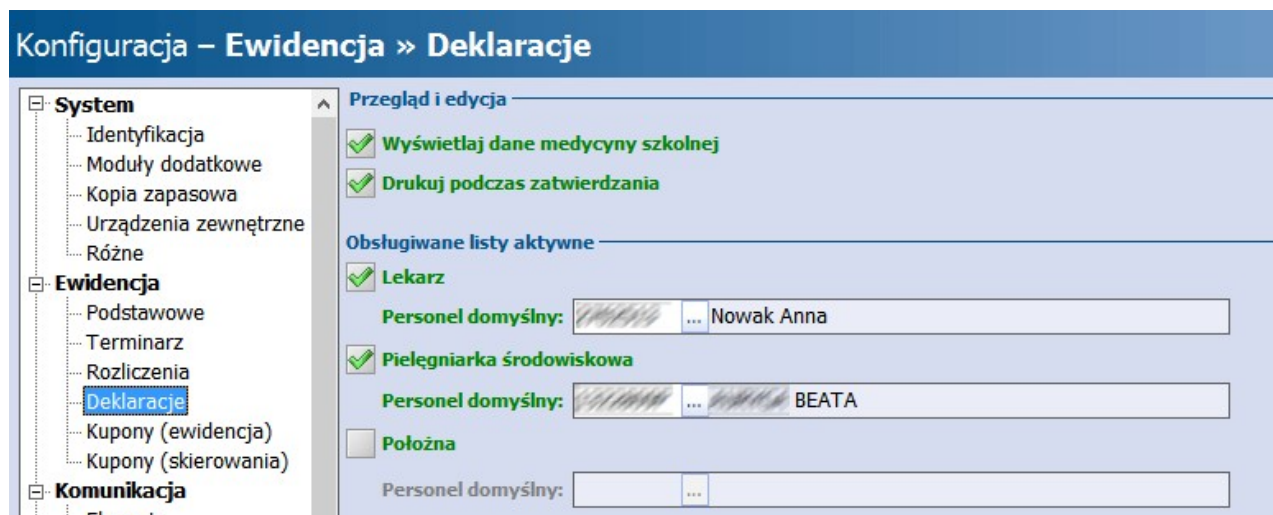 Konfiguracja – Ewidencja » Deklaracje
System
Identyfikacja
Moduły dodatkowe
Kopia zapasowa
Urządzenia zewnętrzne
Różne
Ewidencja
Podstawowe
Terminarz
Rozliczenia
Deklaracje
Kupony (ewidencja)
Kupony (skierowania)
Komunikacja
Przegląd i edycja
Wyświetlaj dane medycyny szkolnej
Drukuj podczas zatwierdzania
Obsługiwane listy aktywne
Lekarz
Personel domyślny: ... Nowak Anna
Pielęgniarka środowiskowa
Personel domyślny: ... BEATA
Położna
Personel domyślny: ...